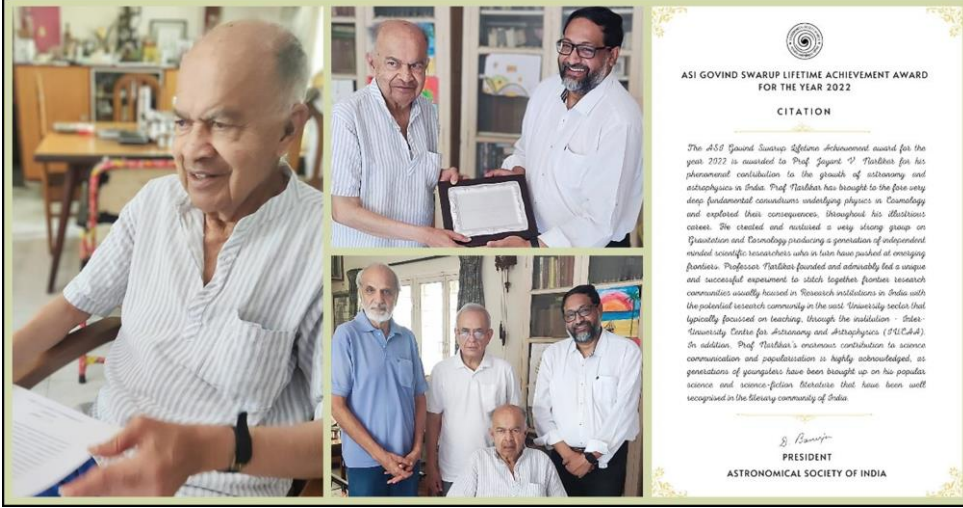 ASI GOVIND SWARUP LIFETIME ACHIEVEMENT AWARD
FOR THE YEAR 2022
CITATION
The ASI Govind Swarup Lifetime Achievement award for the
year 2022 is awarded to Prof. Jayant V. Narlikar for his
phenomenal contribution to the growth of astronomy and
astrophysics in India. Prof Narlikar has brought to the fore very
deep fundamental conundrums underlying physics in Cosmology
and explored their consequences, throughout his illustrious
career. He created and nurtured a very strong group on
Gravitation and Cosmology producing a generation of independent
minded scientific researchers who in turn have pushed at emerging
frontiers. Professor Narlikar founded and admirably led a unique
and successful experiment to stitch together frontier research
communities usually housed in Research institutions in India with
the potential research community in the vast University sector that
typically focussed on teaching, through the institution - Inter-
University Centre for Astronomy and Astrophysics (IUCAA).
In addition, Prof Narlikar's enormous contribution to science
communication and popularisation is highly acknowledged, as
generations of youngsters have been brought up on his popular
science and science-fiction literature that have been well
recognised in the literary community of India.
PRESIDENT
ASTRONOMICAL SOCIETY OF INDIA